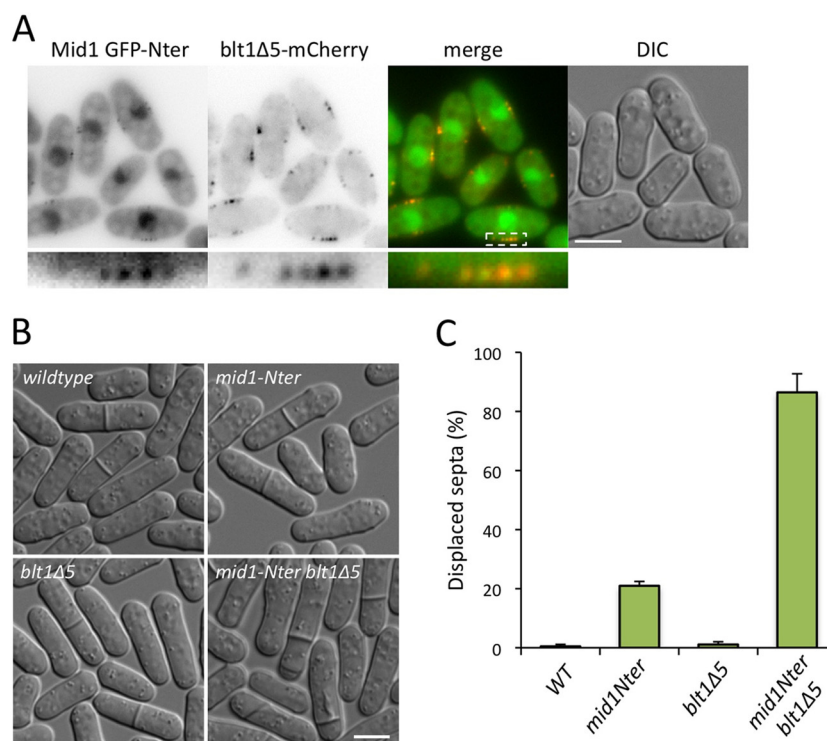 A
Mid1 GFP-Nter blt1Δ5-mCherry merge DIC
B
wildtype mid1-Nter
blt1Δ5 mid1-Nter blt1Δ5
C
100
80
60
40
20
0
Displaced septa (%)
WT
mid1Nter
blt1Δ5
mid1Nter
blt1Δ5